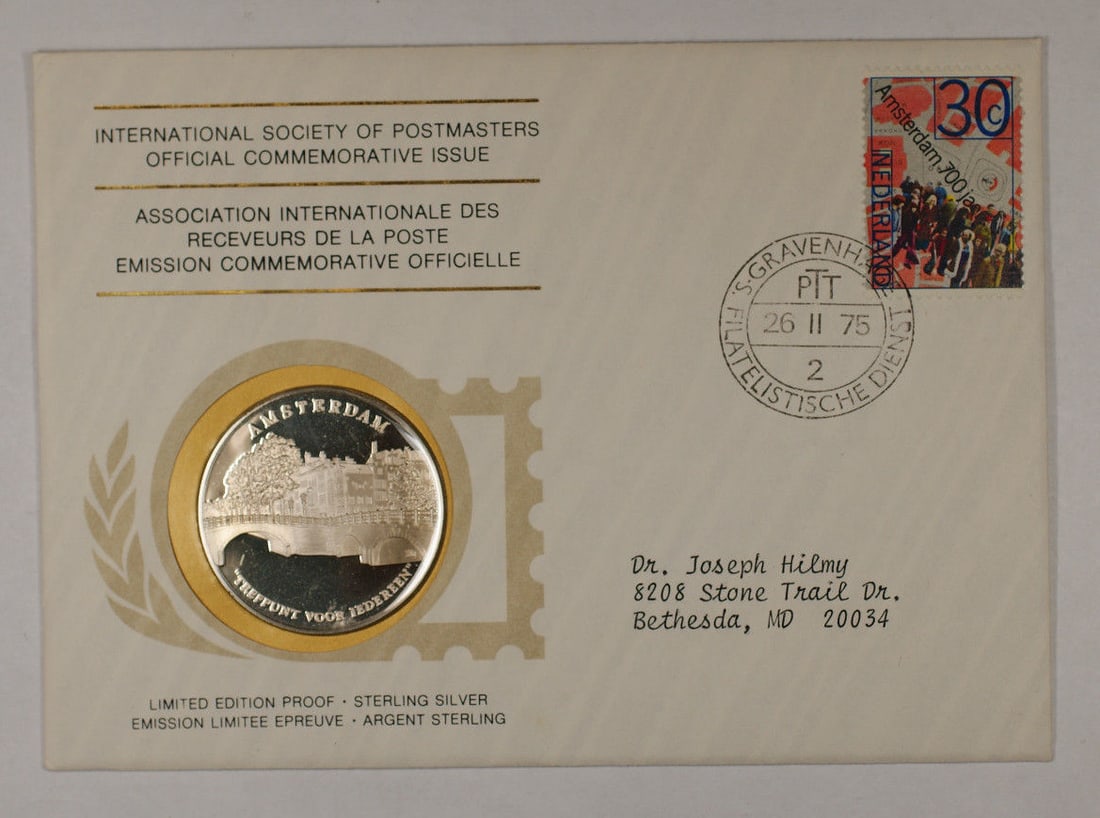 INTERNATIONAL SOCIETY OF POSTMASTERS
OFFICIAL COMMEMORATIVE ISSUE
ASSOCIATION INTERNATIONALE DES
RECEVEURS DE LA POSTE
EMISSION COMMEMORATIVE OFFICIELLE
30c
Amsterdam 700 jaar
NEDERLAND
'S-GRAVENHAGE
PTT
26 II 75
2
FILATELISTISCHE DIENST
AMSTERDAM
"TREFPUNT VOOR IEDEREEN"
Dr. Joseph Hilmy
8208 Stone Trail Dr.
Bethesda, MD 20034
LIMITED EDITION PROOF · STERLING SILVER
EMISSION LIMITEE EPREUVE · ARGENT STERLING